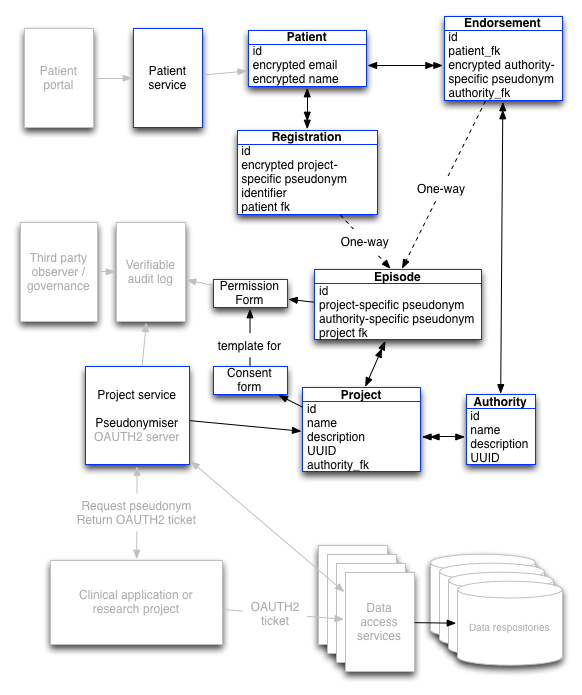 Patient
portal
Patient
service
Patient
id
encrypted email
encrypted name
Endorsement
id
patient_fk
encrypted authority-
specific pseudonym
authority_fk
Registration
id
encrypted project-
specific pseudonym
identifier
patient fk
One-way
One-way
Third party
observer /
governance
Verifiable
audit log
Permission
Form
Episode
id
project-specific pseudonym
authority-specific pseudonym
project fk
template for
Consent
form
Project service
Pseudonymiser
OAUTH2 server
Project
id
name
description
UUID
authority_fk
Authority
id
name
description
UUID
Request pseudonym
Return OAUTH2 ticket
Clinical application or
research project
OAUTH2
ticket
Data
access
services
Data respositories